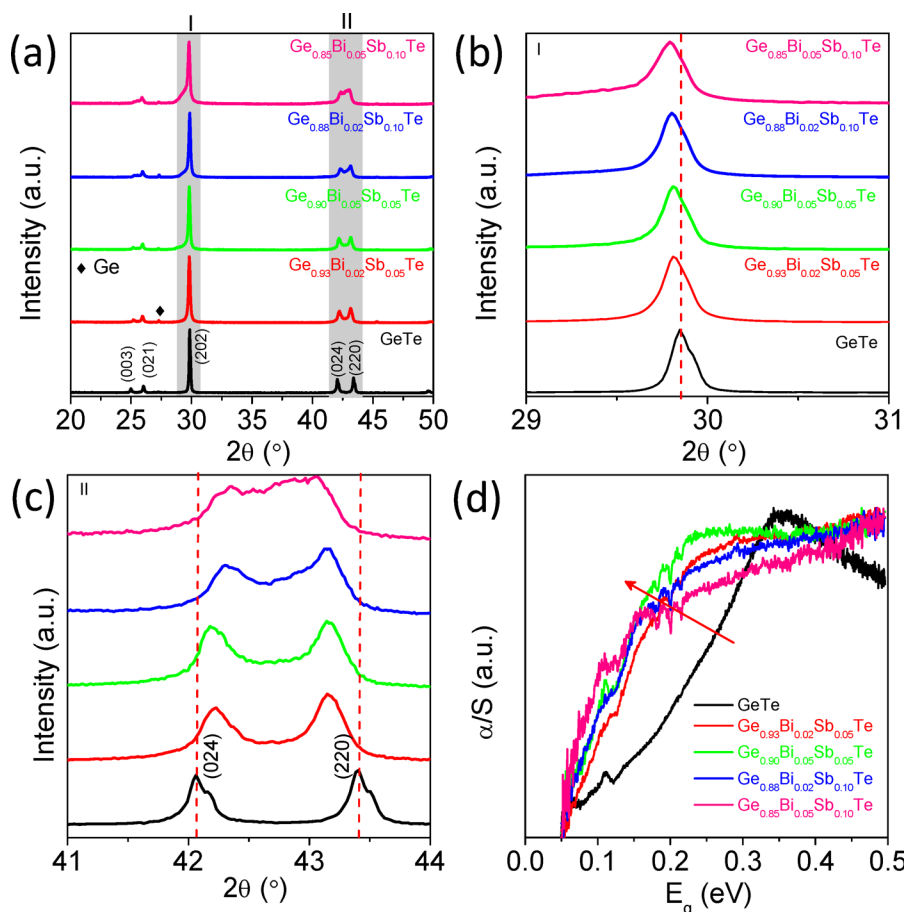 (a)
I
II
Ge0.85Bi0.05Sb0.10Te
Ge0.88Bi0.02Sb0.10Te
Ge0.90Bi0.05Sb0.05Te
♦ Ge
Ge0.93Bi0.02Sb0.05Te
♦
GeTe
(003)
(021)
(202)
(024)
(220)
Intensity (a.u.)
20 25 30 35 40 45 50
2θ (°)
(b)
I
Ge0.85Bi0.05Sb0.10Te
Ge0.88Bi0.02Sb0.10Te
Ge0.90Bi0.05Sb0.05Te
Ge0.93Bi0.02Sb0.05Te
GeTe
Intensity (a.u.)
29 30 31
2θ (°)
(c)
II
(024)
(220)
Intensity (a.u.)
41 42 43 44
2θ (°)
(d)
α/S (a.u.)
GeTe
Ge0.93Bi0.02Sb0.05Te
Ge0.90Bi0.05Sb0.05Te
Ge0.88Bi0.02Sb0.10Te
Ge0.85Bi0.05Sb0.10Te
0.0 0.1 0.2 0.3 0.4 0.5
Eg (eV)